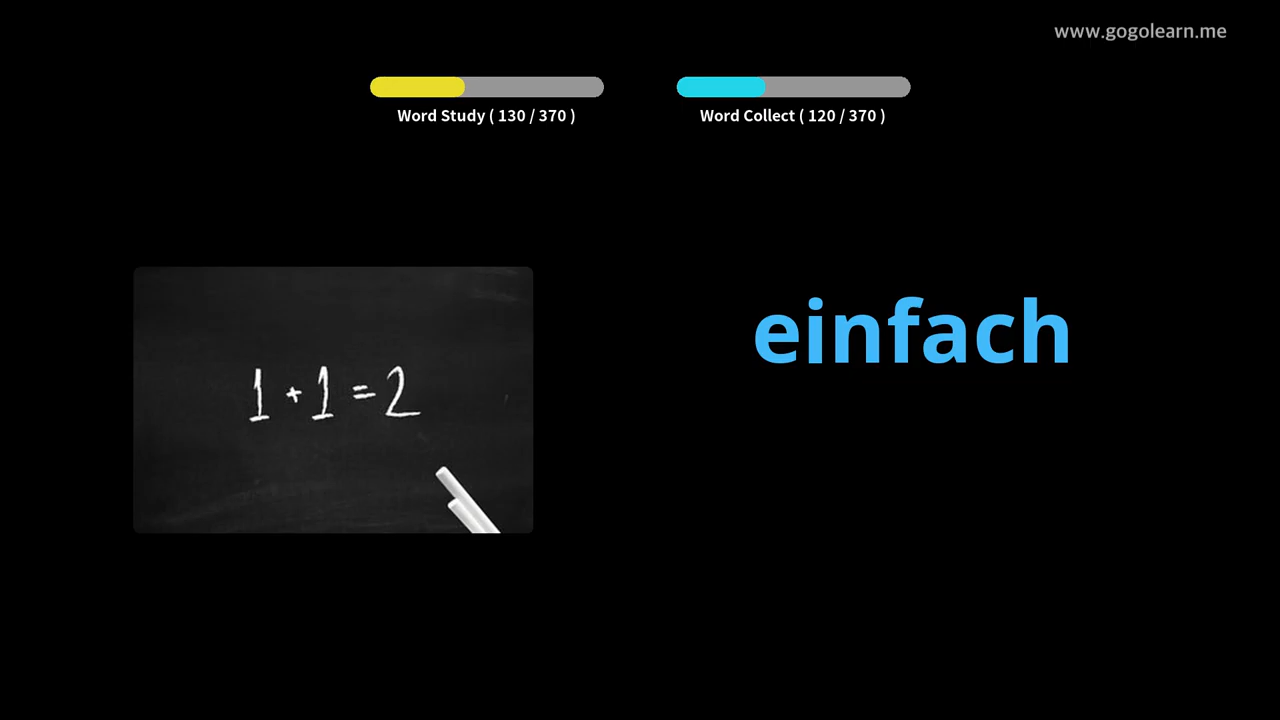 www.gogolearn.me
Word Study ( 130 / 370 )
Word Collect ( 120 / 370 )
einfach
1 + 1 = 2